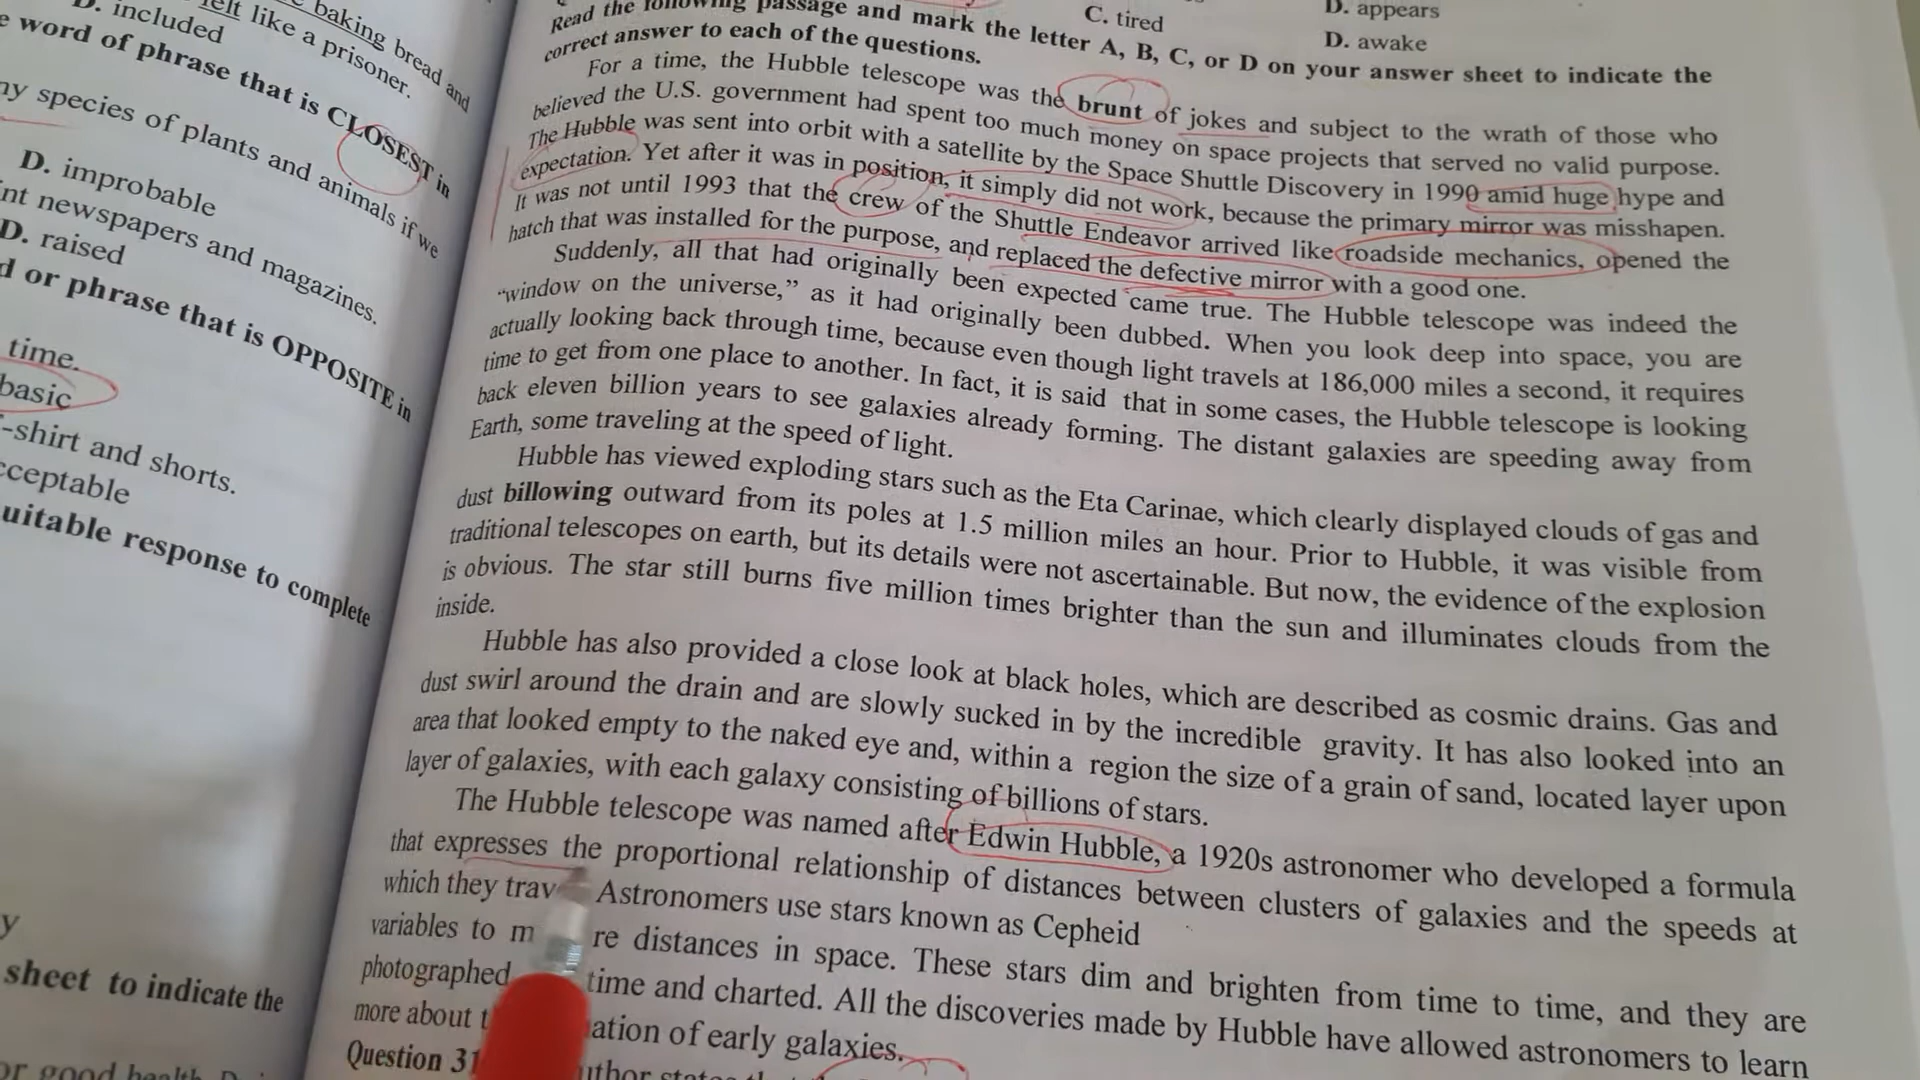 baking bread and
felt like a prisoner.
D. included
word of phrase that is CLOSEST in
ny species of plants and animals if we
D. improbable
int newspapers and magazines.
D. raised
d or phrase that is OPPOSITE in
time.
basic
-shirt and shorts.
cceptable
uitable response to complete
y
sheet to indicate the
or good health
C. tired
D. appears
D. awake
Read the following passage and mark the letter A, B, C, or D on your answer sheet to indicate the
correct answer to each of the questions.
For a time, the Hubble telescope was the brunt of jokes and subject to the wrath of those who
believed the U.S. government had spent too much money on space projects that served no valid purpose.
The Hubble was sent into orbit with a satellite by the Space Shuttle Discovery in 1990 amid huge hype and
expectation. Yet after it was in position, it simply did not work, because the primary mirror was misshapen.
It was not until 1993 that the crew of the Shuttle Endeavor arrived like roadside mechanics, opened the
hatch that was installed for the purpose, and replaced the defective mirror with a good one.
Suddenly, all that had originally been expected came true. The Hubble telescope was indeed the
“window on the universe,” as it had originally been dubbed. When you look deep into space, you are
actually looking back through time, because even though light travels at 186,000 miles a second, it requires
time to get from one place to another. In fact, it is said that in some cases, the Hubble telescope is looking
back eleven billion years to see galaxies already forming. The distant galaxies are speeding away from
Earth, some traveling at the speed of light.
Hubble has viewed exploding stars such as the Eta Carinae, which clearly displayed clouds of gas and
dust billowing outward from its poles at 1.5 million miles an hour. Prior to Hubble, it was visible from
traditional telescopes on earth, but its details were not ascertainable. But now, the evidence of the explosion
is obvious. The star still burns five million times brighter than the sun and illuminates clouds from the
inside.
Hubble has also provided a close look at black holes, which are described as cosmic drains. Gas and
dust swirl around the drain and are slowly sucked in by the incredible gravity. It has also looked into an
area that looked empty to the naked eye and, within a region the size of a grain of sand, located layer upon
layer of galaxies, with each galaxy consisting of billions of stars.
The Hubble telescope was named after Edwin Hubble, a 1920s astronomer who developed a formula
that expresses the proportional relationship of distances between clusters of galaxies and the speeds at
which they trav Astronomers use stars known as Cepheid
variables to m re distances in space. These stars dim and brighten from time to time, and they are
photographed time and charted. All the discoveries made by Hubble have allowed astronomers to learn
more about t ation of early galaxies.
Question 31 uthor states